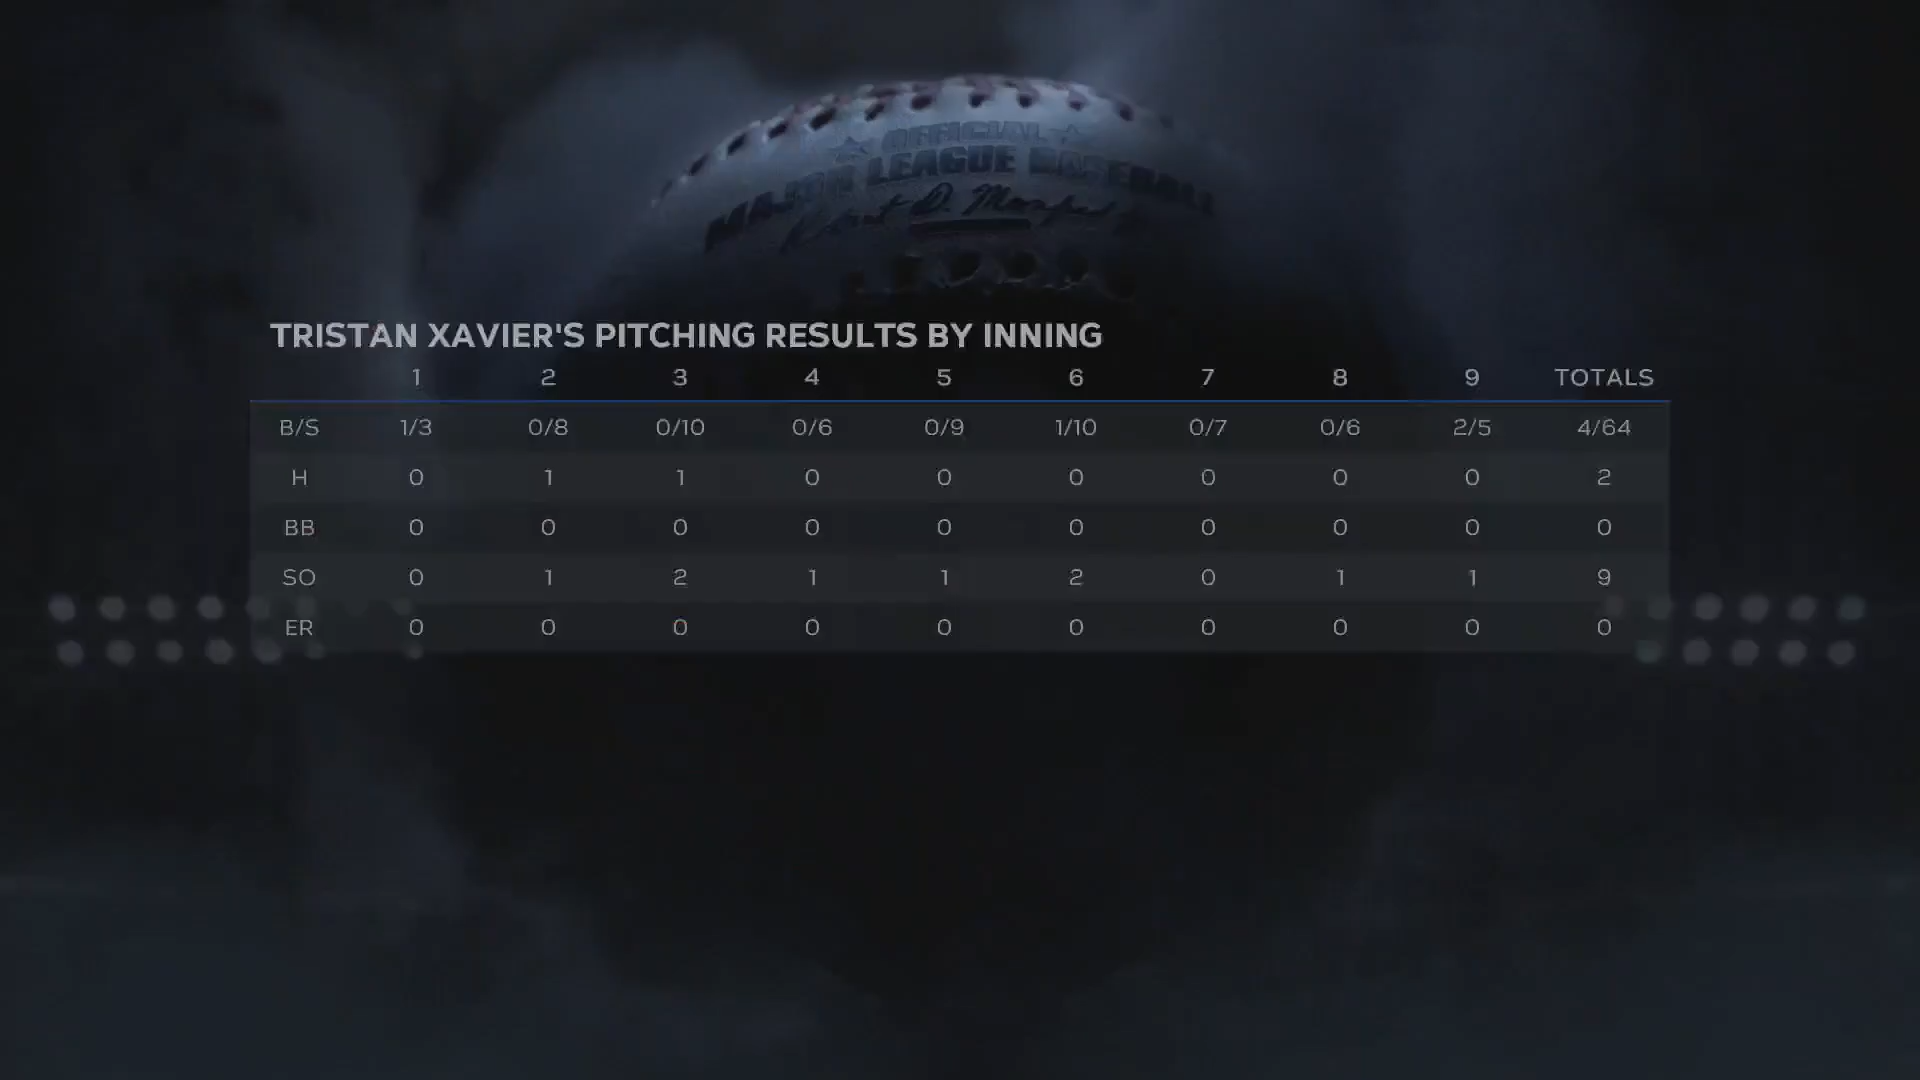 OFFICIAL
MAJOR LEAGUE BASEBALL
TRISTAN XAVIER'S PITCHING RESULTS BY INNING
1 2 3 4 5 6 7 8 9 TOTALS
B/S 1/3 0/8 0/10 0/6 0/9 1/10 0/7 0/6 2/5 4/64
H 0 1 1 0 0 0 0 0 0 2
BB 0 0 0 0 0 0 0 0 0 0
SO 0 1 2 1 1 2 0 1 1 9
ER 0 0 0 0 0 0 0 0 0 0